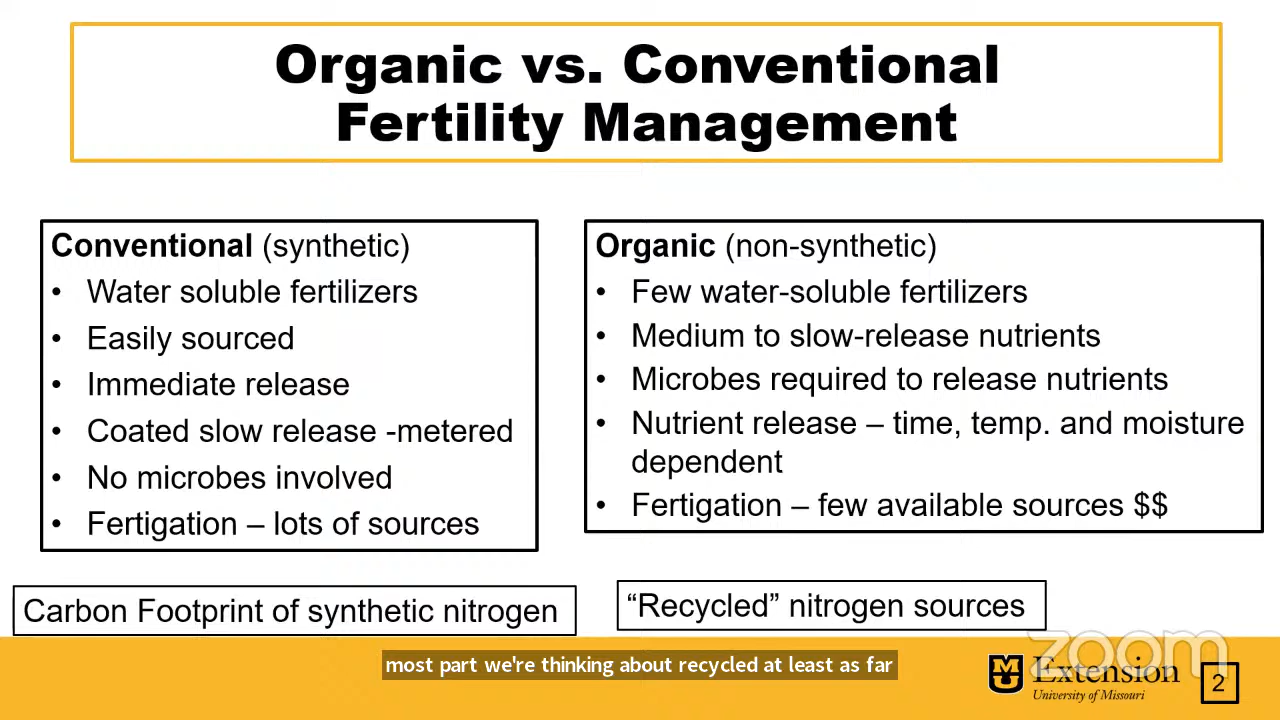 Organic vs. Conventional
Fertility Management
Conventional (synthetic)
• Water soluble fertilizers
• Easily sourced
• Immediate release
• Coated slow release -metered
• No microbes involved
• Fertigation – lots of sources
Organic (non-synthetic)
• Few water-soluble fertilizers
• Medium to slow-release nutrients
• Microbes required to release nutrients
• Nutrient release – time, temp. and moisture
dependent
• Fertigation – few available sources $$
Carbon Footprint of synthetic nitrogen
“Recycled” nitrogen sources
most part we're thinking about recycled at least as far
zoom
MU Extension
University of Missouri
2